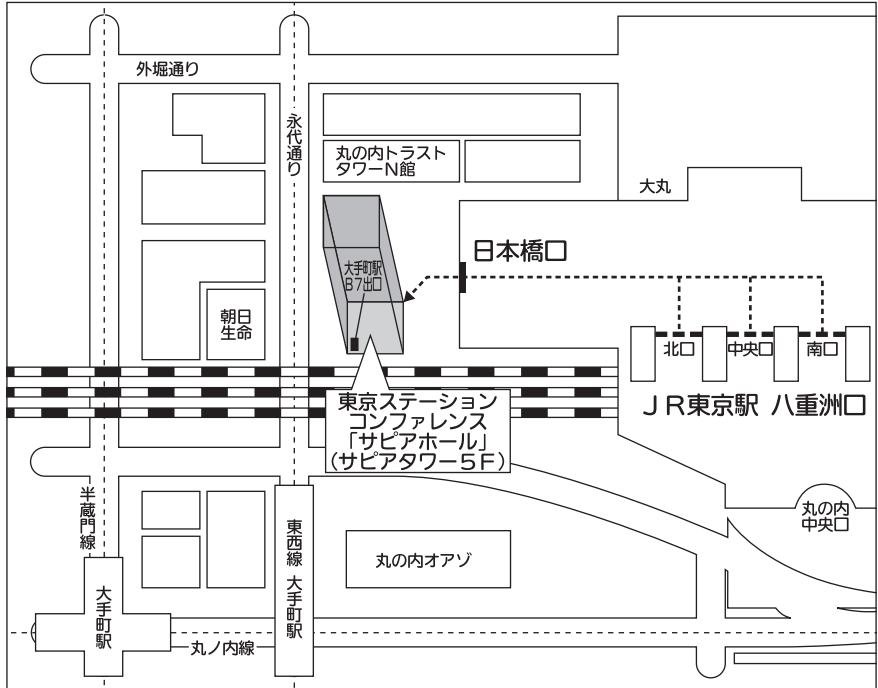 外堀通り
永代通り
丸の内トラスト
タワーN館
大丸
日本橋口
大手町駅
B7出口
朝日
生命
北口
中央口
南口
JR東京駅 八重洲口
東京ステーション
コンファレンス
「サピアホール」
(サピアタワー5F)
半蔵門線
東西線 大手町駅
丸の内オアゾ
丸の内
中央口
大手町駅
丸ノ内線